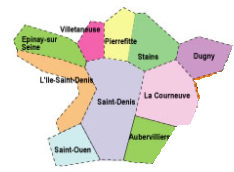 Villetaneuse
Pierrefitte
Epinay-sur
Seine
Stains
Dugny
L'Ile-Saint-Denis
Saint-Denis
La Courneuve
Aubervilliers
Saint-Ouen